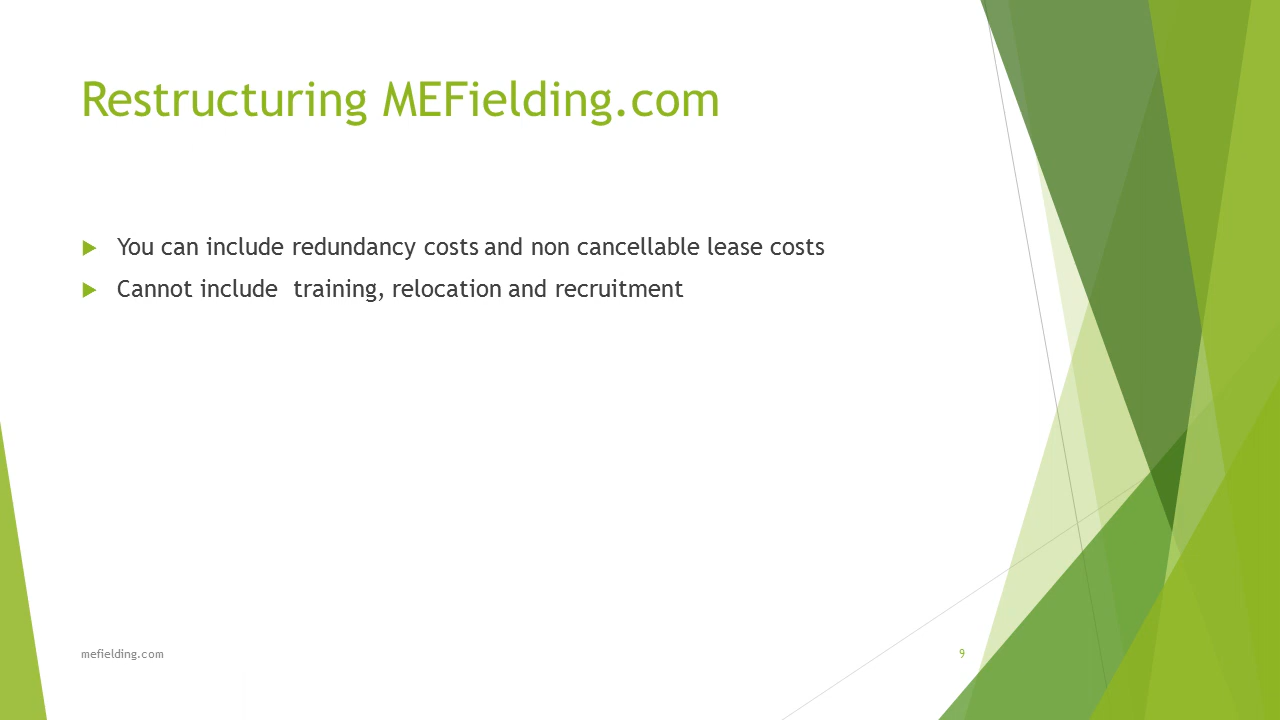 Restructuring MEFielding.com
You can include redundancy costs and non cancellable lease costs
Cannot include  training, relocation and recruitment
mefielding.com
9